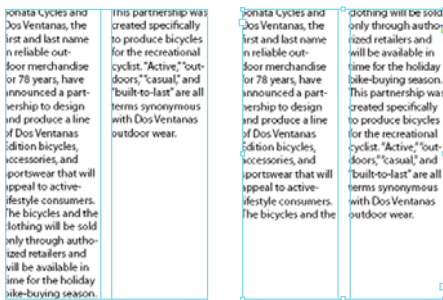 Sonata Cycles and
Dos Ventanas, the
first and last name
in reliable out-
door merchandise
for 78 years, have
announced a part-
nership to design
and produce a line
of Dos Ventanas
Edition bicycles,
accessories, and
sportswear that will
appeal to active-
lifestyle consumers.
The bicycles and the
clothing will be sold
only through autho-
rized retailers and
will be available in
time for the holiday
bike-buying season.
This partnership was
created specifically
to produce bicycles
for the recreational
cyclist. “Active,” “out-
doors,” “casual,” and
“built-to-last” are all
terms synonymous
with Dos Ventanas
outdoor wear.
Sonata Cycles and
Dos Ventanas, the
first and last name
in reliable out-
door merchandise
for 78 years, have
announced a part-
nership to design
and produce a line
of Dos Ventanas
Edition bicycles,
accessories, and
sportswear that will
appeal to active-
lifestyle consumers.
The bicycles and the
clothing will be sold
only through autho-
rized retailers and
will be available in
time for the holiday
bike-buying season.
This partnership was
created specifically
to produce bicycles
for the recreational
cyclist. “Active,” “out-
doors,” “casual,” and
“built-to-last” are all
terms synonymous
with Dos Ventanas
outdoor wear.